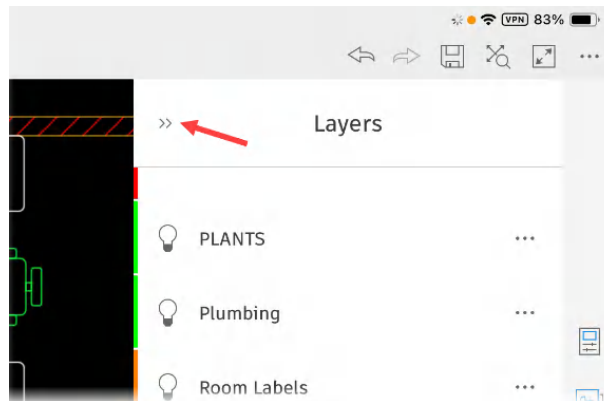 VPN 83%
>> Layers
PLANTS ...
Plumbing ...
Room Labels ...